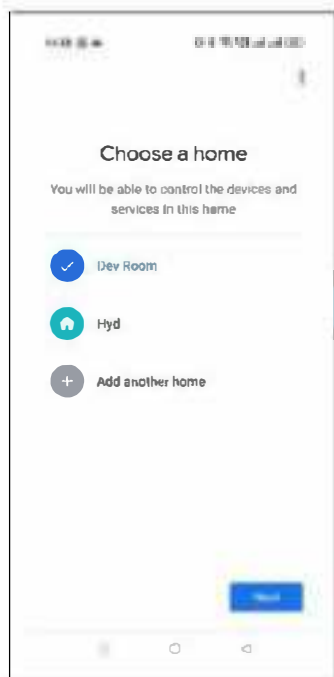 Choose a home
You will be able to control the devices and
services in this home
Dev Room
Hyd
Add another home
Next